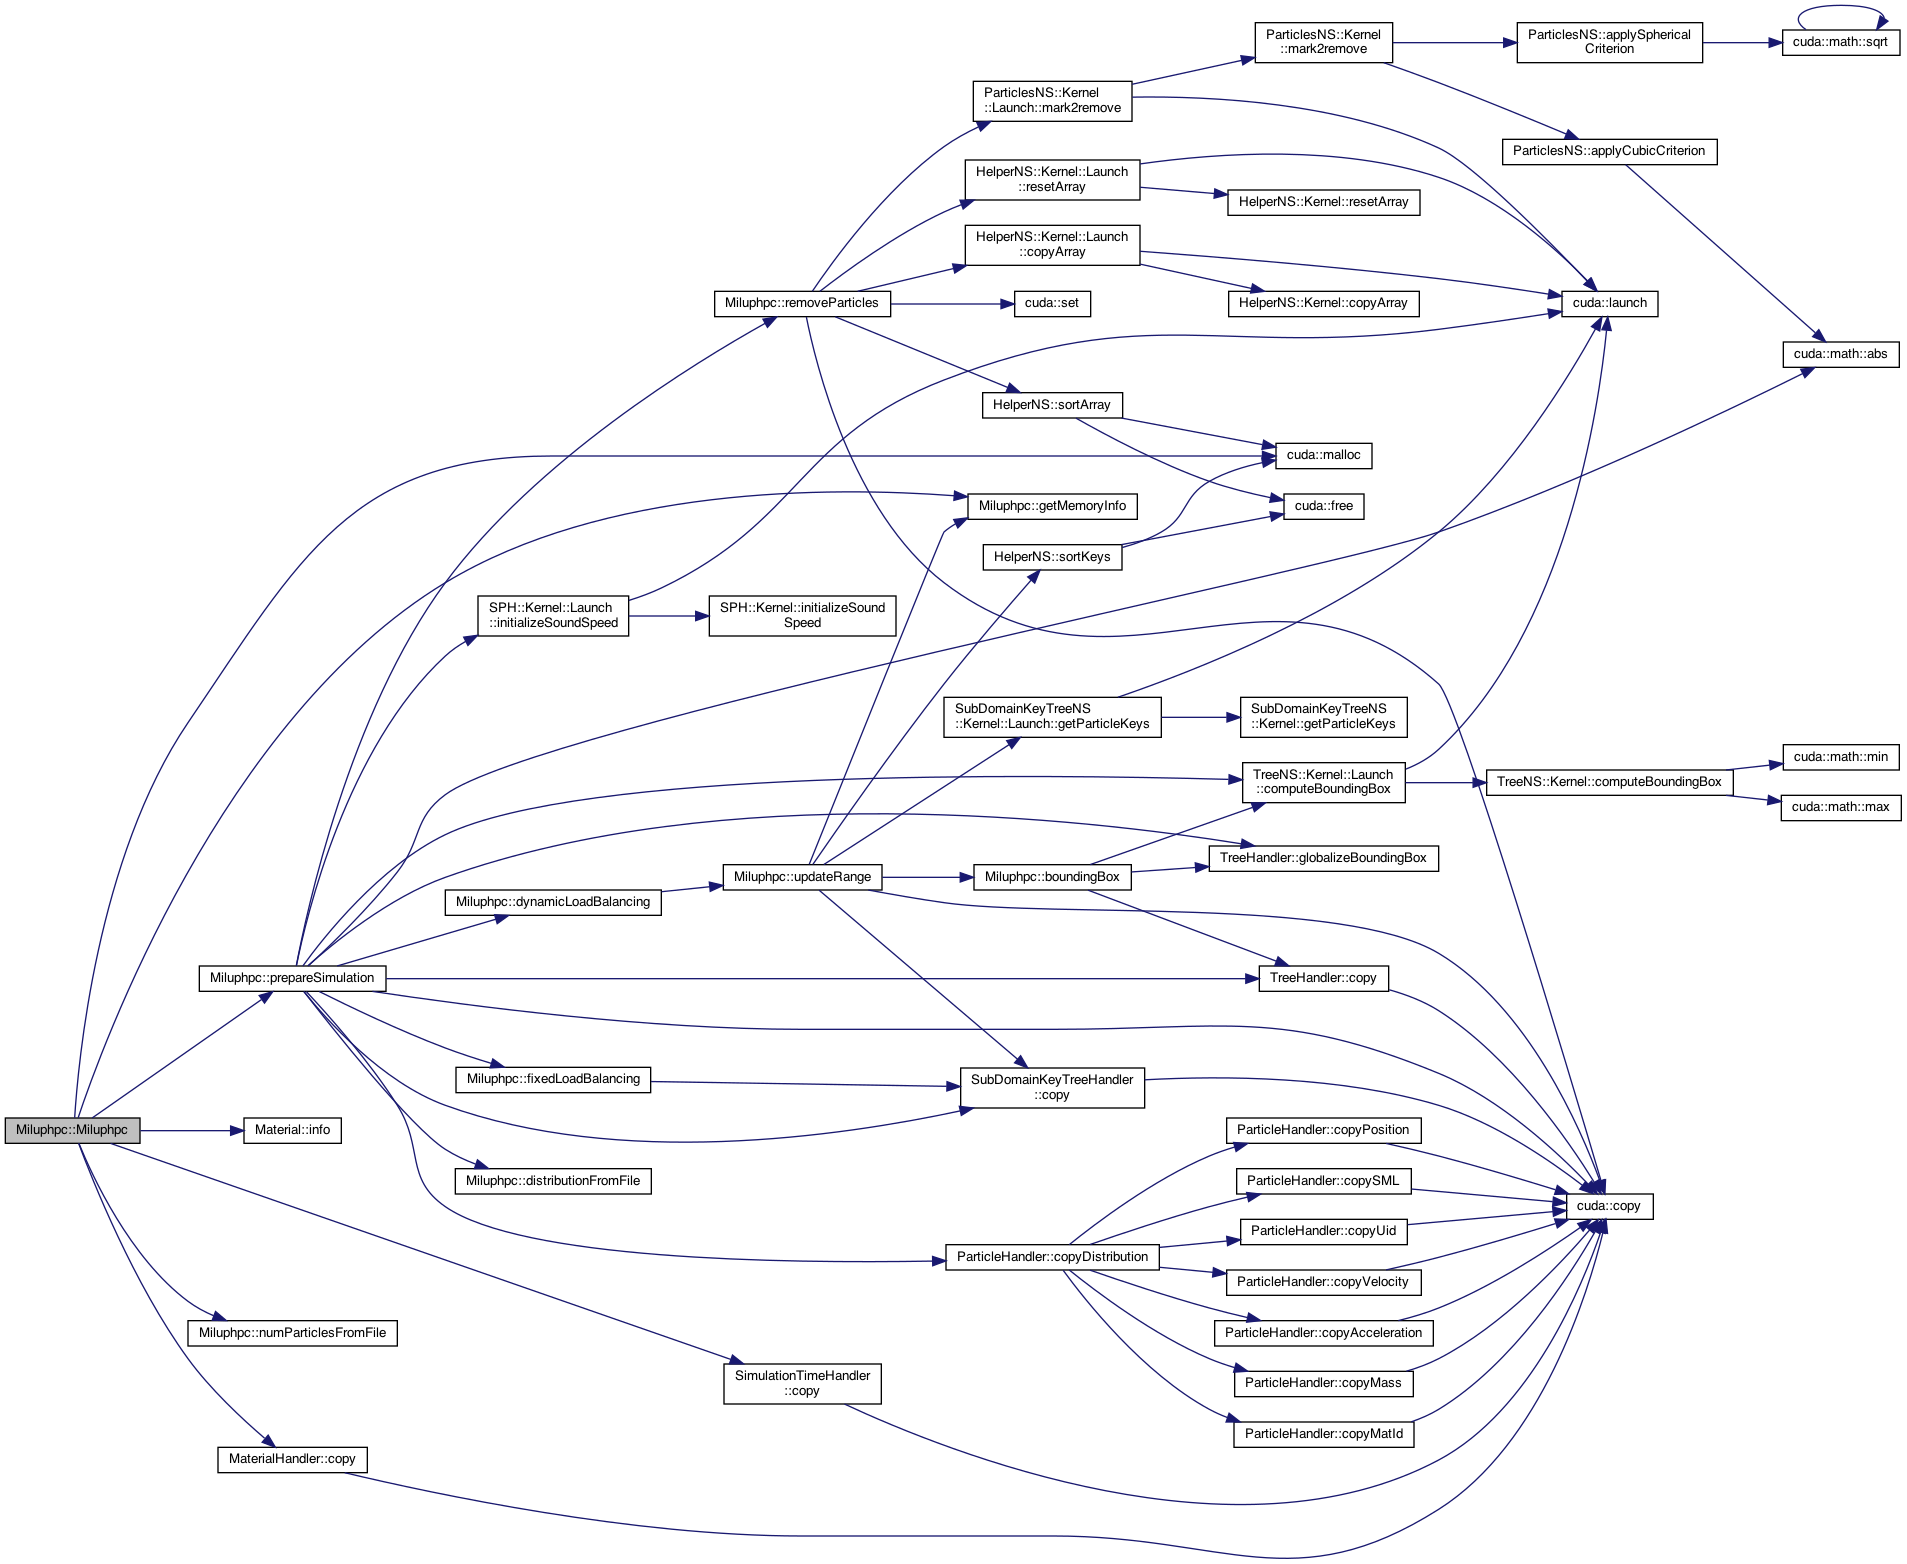 ParticlesNS::Kernel
::mark2remove
ParticlesNS::applySpherical
Criterion
cuda::math::sqrt
ParticlesNS::Kernel
::Launch::mark2remove
ParticlesNS::applyCubicCriterion
HelperNS::Kernel::Launch
::resetArray
HelperNS::Kernel::resetArray
HelperNS::Kernel::Launch
::copyArray
Miluphpc::removeParticles
cuda::set
HelperNS::Kernel::copyArray
cuda::launch
cuda::math::abs
HelperNS::sortArray
cuda::malloc
Miluphpc::getMemoryInfo
cuda::free
HelperNS::sortKeys
SPH::Kernel::Launch
::initializeSoundSpeed
SPH::Kernel::initializeSound
Speed
SubDomainKeyTreeNS
::Kernel::Launch::getParticleKeys
SubDomainKeyTreeNS
::Kernel::getParticleKeys
TreeNS::Kernel::Launch
::computeBoundingBox
TreeNS::Kernel::computeBoundingBox
cuda::math::min
cuda::math::max
TreeHandler::globalizeBoundingBox
Miluphpc::updateRange
Miluphpc::boundingBox
Miluphpc::dynamicLoadBalancing
Miluphpc::prepareSimulation
TreeHandler::copy
Miluphpc::fixedLoadBalancing
SubDomainKeyTreeHandler
::copy
Miluphpc::Miluphpc
Material::info
ParticleHandler::copyPosition
Miluphpc::distributionFromFile
ParticleHandler::copySML
cuda::copy
ParticleHandler::copyUid
ParticleHandler::copyDistribution
ParticleHandler::copyVelocity
Miluphpc::numParticlesFromFile
ParticleHandler::copyAcceleration
SimulationTimeHandler
::copy
ParticleHandler::copyMass
ParticleHandler::copyMatId
MaterialHandler::copy